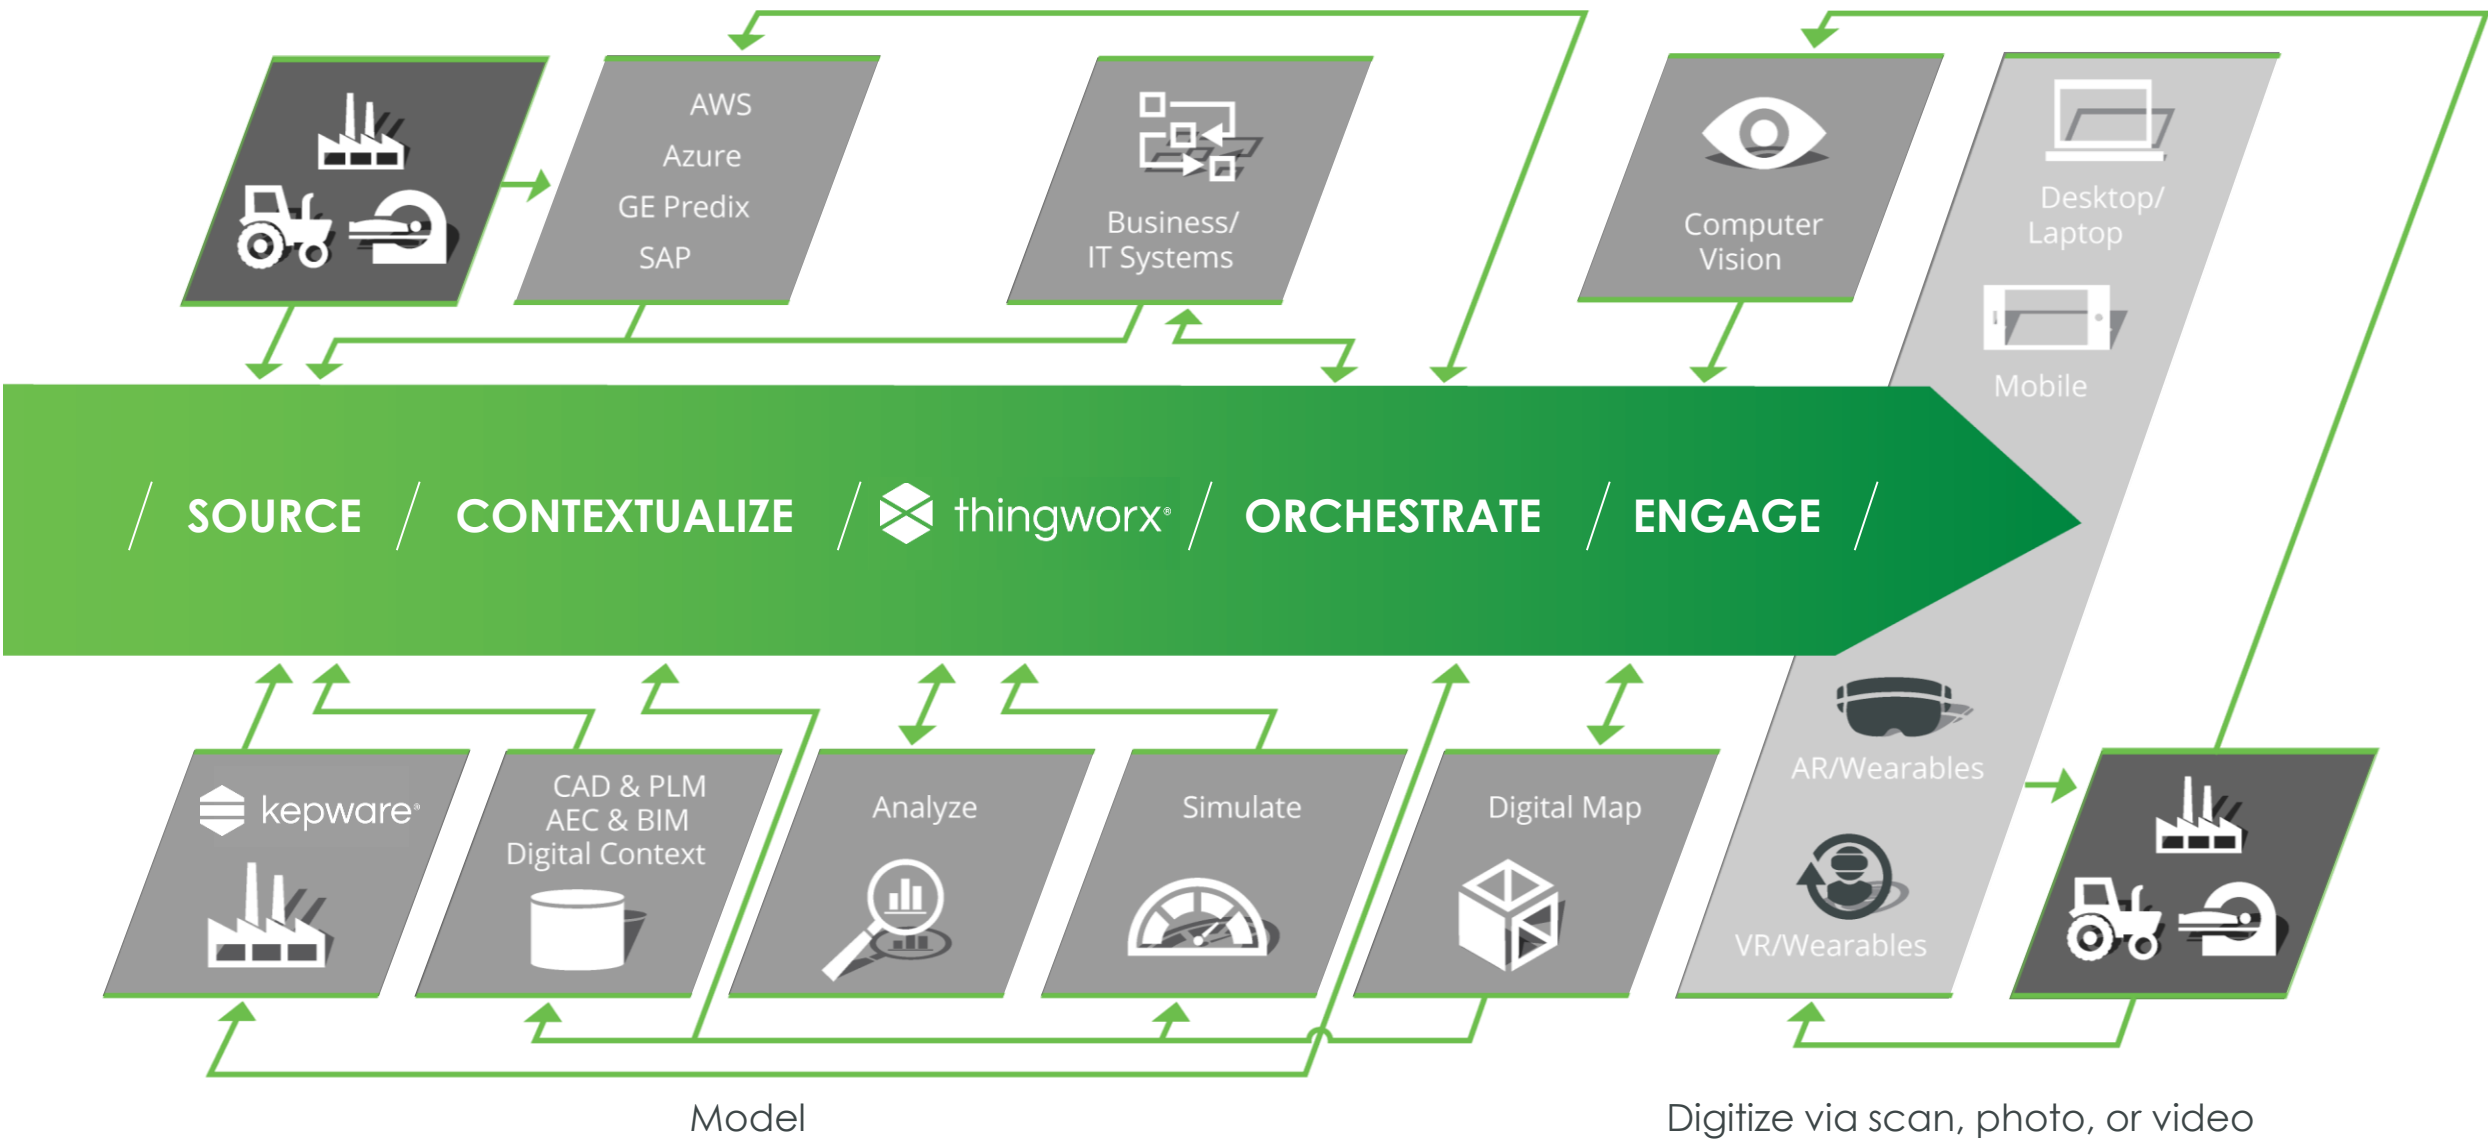 AWS
Azure
GE Predix
SAP
Business/
IT Systems
Computer
Vision
Desktop/
Laptop
Mobile
/ SOURCE / CONTEXTUALIZE / thingworx® / ORCHESTRATE / ENGAGE /
kepware®
CAD & PLM
AEC & BIM
Digital Context
Analyze
Simulate
Digital Map
AR/Wearables
VR/Wearables
Model
Digitize via scan, photo, or video